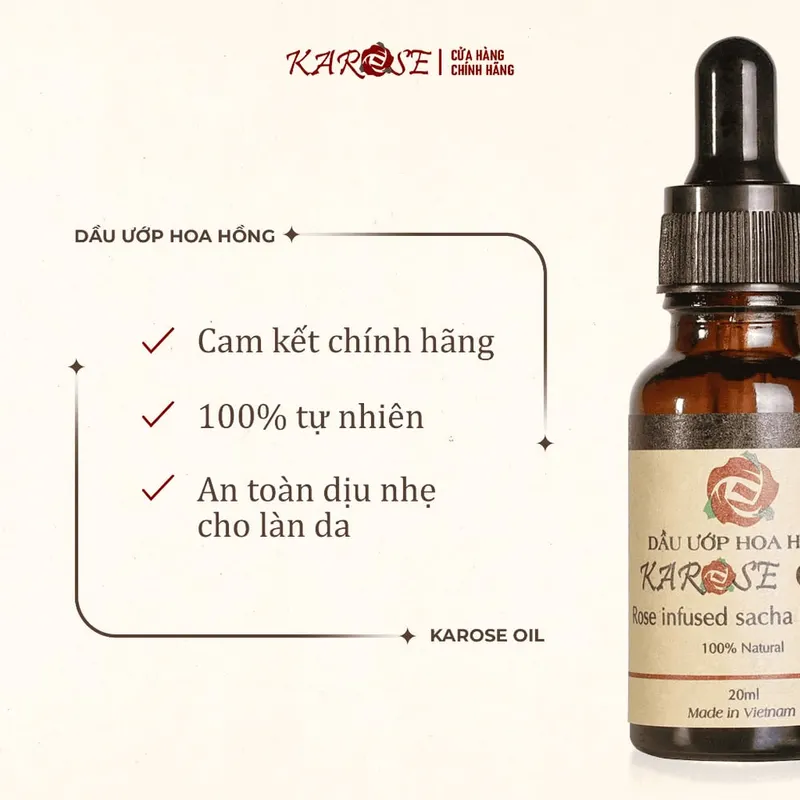 KAROSE | CỬA HÀNG
CHÍNH HÃNG
DẦU ƯỚP HOA HỒNG
Cam kết chính hãng
100% tự nhiên
An toàn dịu nhẹ
cho làn da
KAROSE OIL
DẦU ƯỚP HOA
KAROSE
Rose infused sacha
100% Natural
20ml
Made in Vietnam